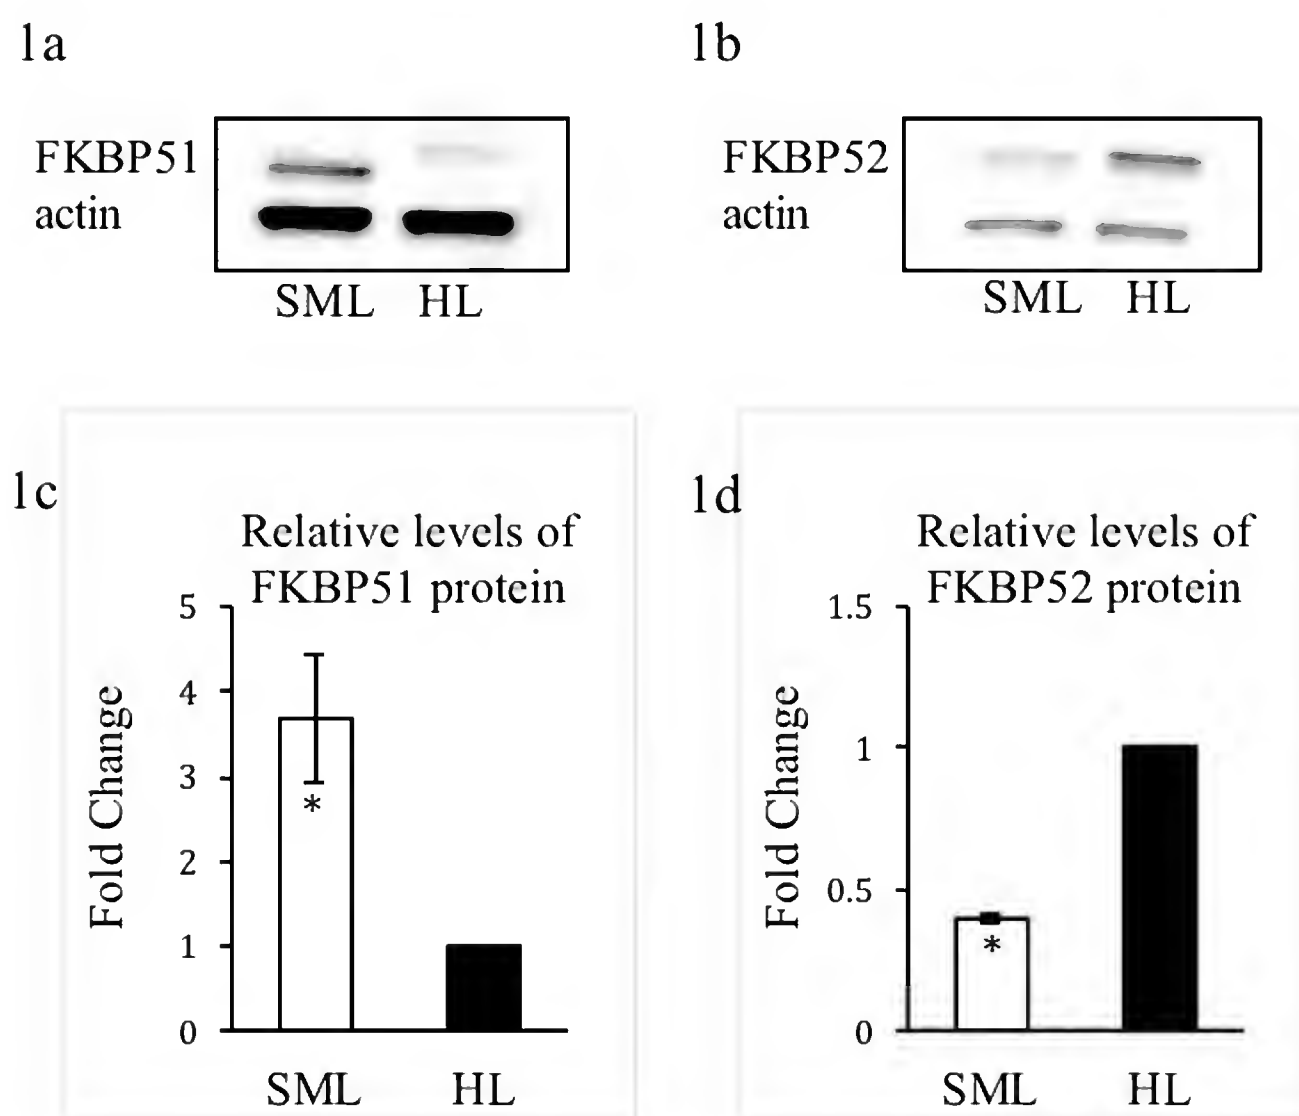 1a
FKBP51
actin
SML HL
1b
FKBP52
actin
SML HL
1c
Relative levels of
FKBP51 protein
Fold Change
5
4
3
2
1
0
*
SML HL
1d
Relative levels of
FKBP52 protein
Fold Change
1.5
1
0.5
0
*
SML HL